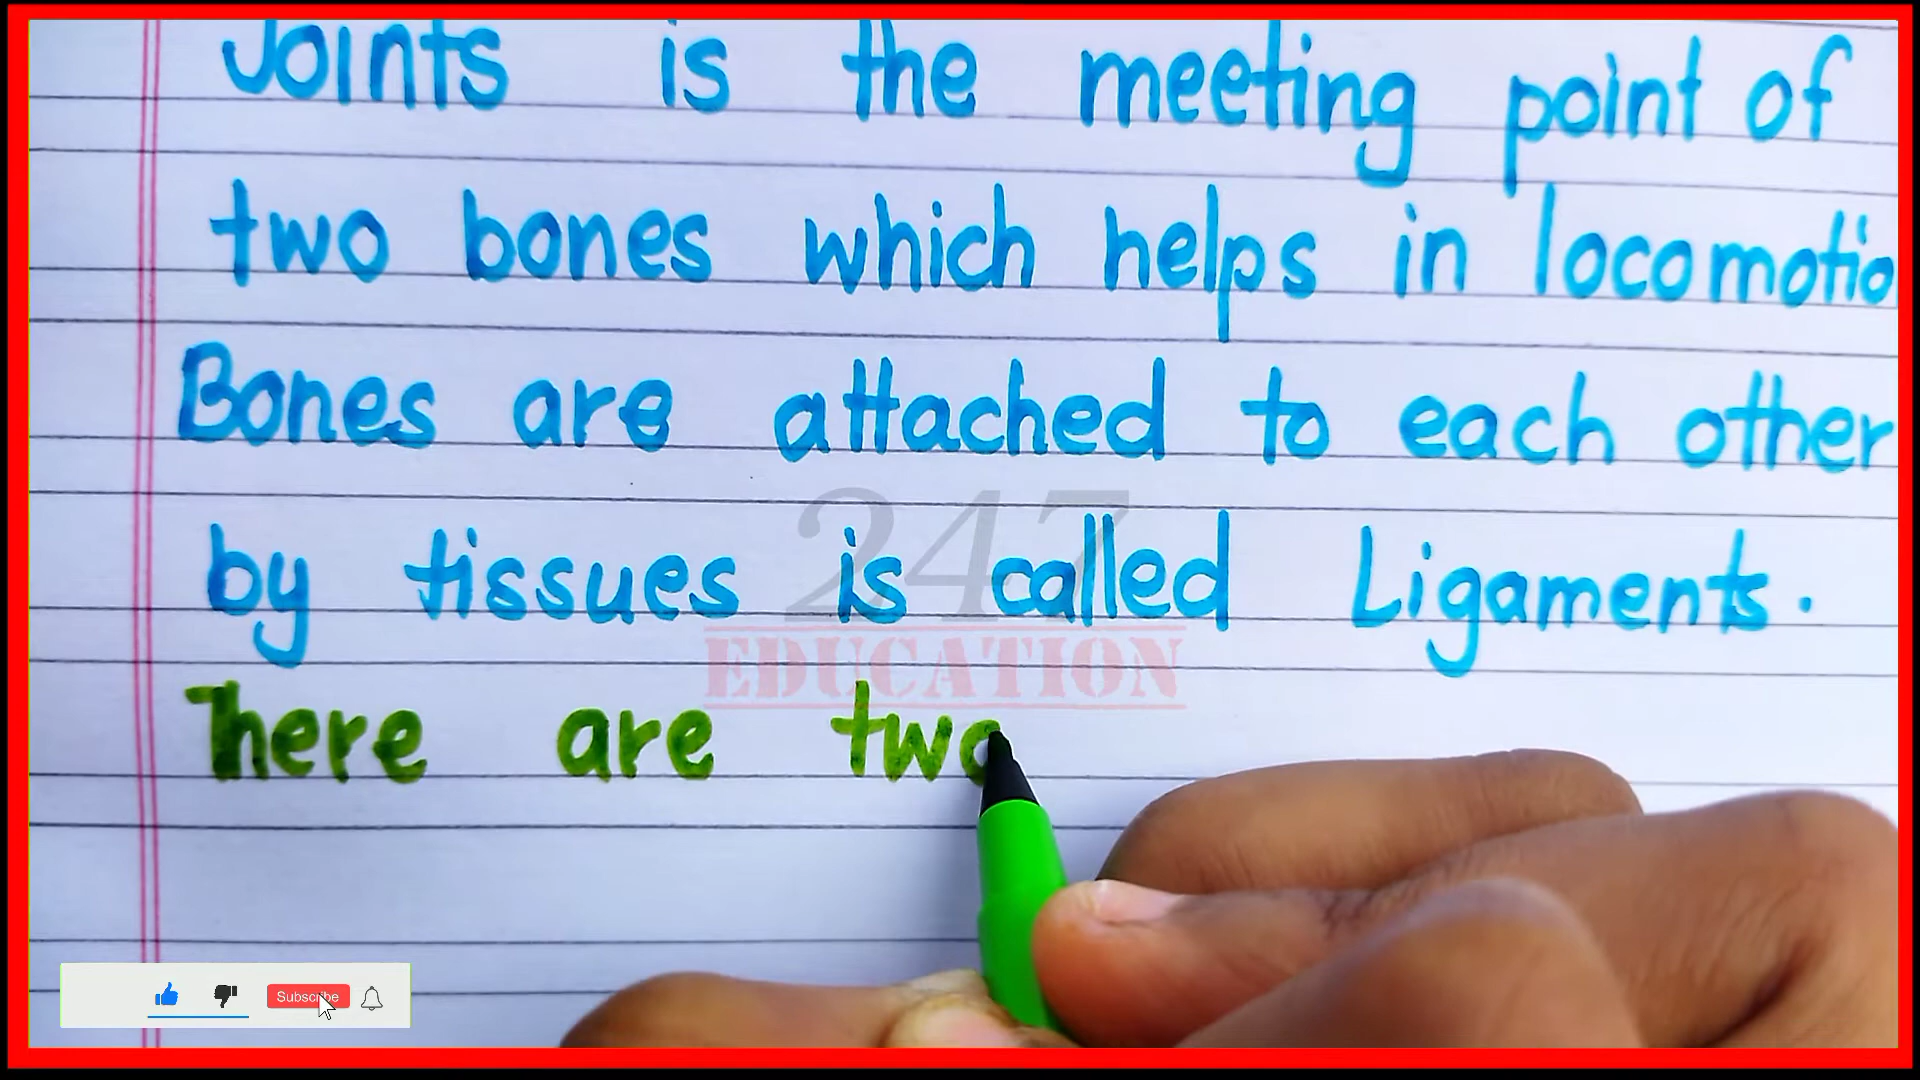 Joints is the meeting point of
two bones which helps in locomotio
Bones are attached to each other
by tissues is called Ligaments.
247
EDUCATION
There are two
Subscribe